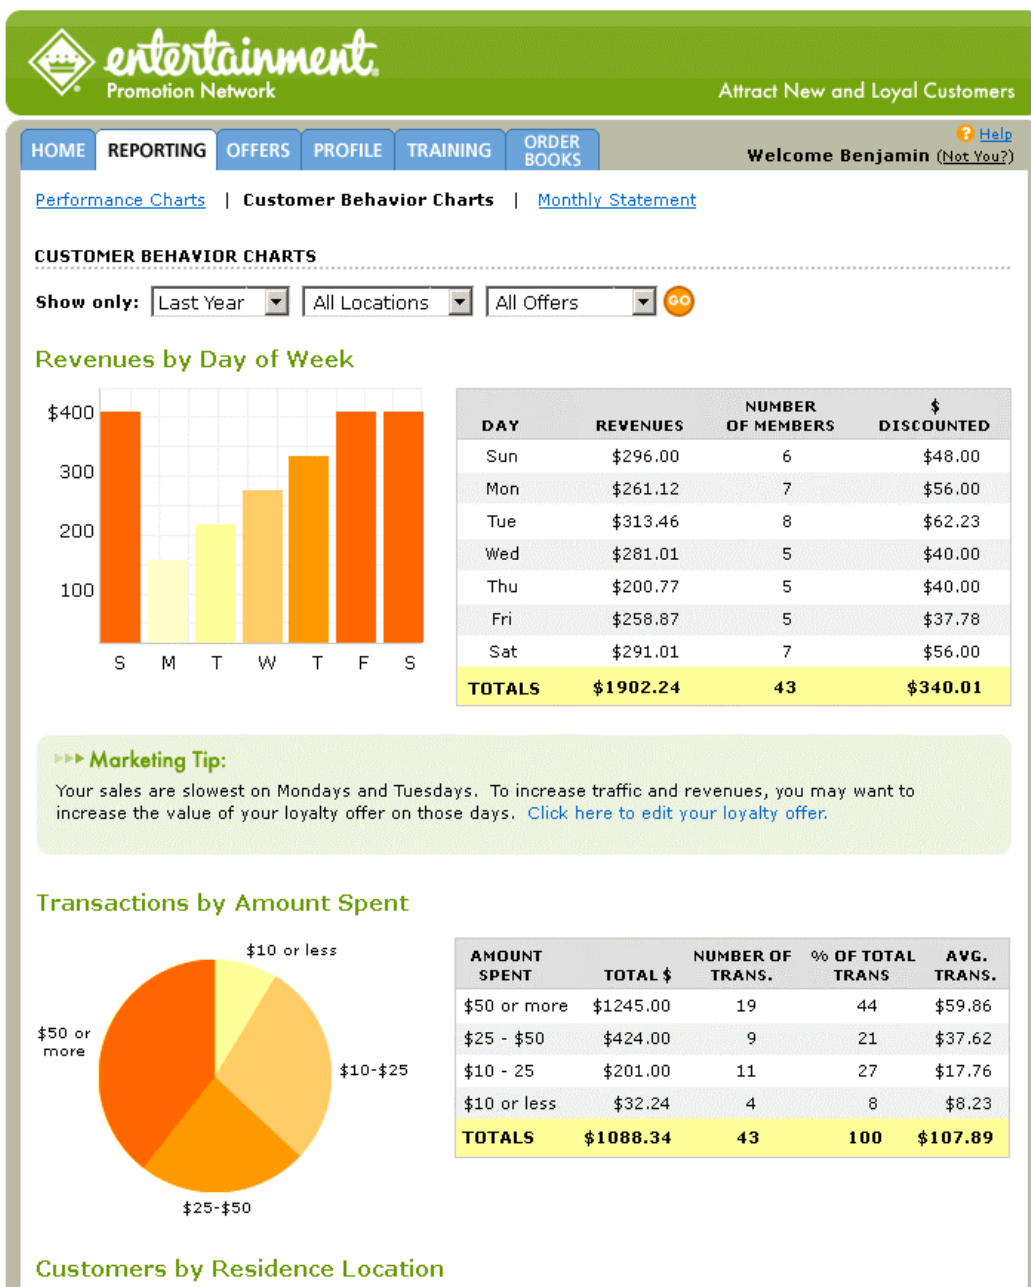 entertainment.
Promotion Network
Attract New and Loyal Customers
HOME REPORTING OFFERS PROFILE TRAINING ORDER BOOKS
? Help
Welcome Benjamin (Not You?)
Performance Charts | Customer Behavior Charts | Monthly Statement
CUSTOMER BEHAVIOR CHARTS
Show only: Last Year All Locations All Offers GO
Revenues by Day of Week
$400
300
200
100
S M T W T F S
DAY REVENUES NUMBER OF MEMBERS $ DISCOUNTED
Sun $296.00 6 $48.00
Mon $261.12 7 $56.00
Tue $313.46 8 $62.23
Wed $281.01 5 $40.00
Thu $200.77 5 $40.00
Fri $258.87 5 $37.78
Sat $291.01 7 $56.00
TOTALS $1902.24 43 $340.01
Marketing Tip:
Your sales are slowest on Mondays and Tuesdays. To increase traffic and revenues, you may want to
increase the value of your loyalty offer on those days. Click here to edit your loyalty offer.
Transactions by Amount Spent
$10 or less
$50 or
more
$10-$25
$25-$50
AMOUNT SPENT TOTAL $ NUMBER OF TRANS. % OF TOTAL TRANS AVG. TRANS.
$50 or more $1245.00 19 44 $59.86
$25 - $50 $424.00 9 21 $37.62
$10 - 25 $201.00 11 27 $17.76
$10 or less $32.24 4 8 $8.23
TOTALS $1088.34 43 100 $107.89
Customers by Residence Location